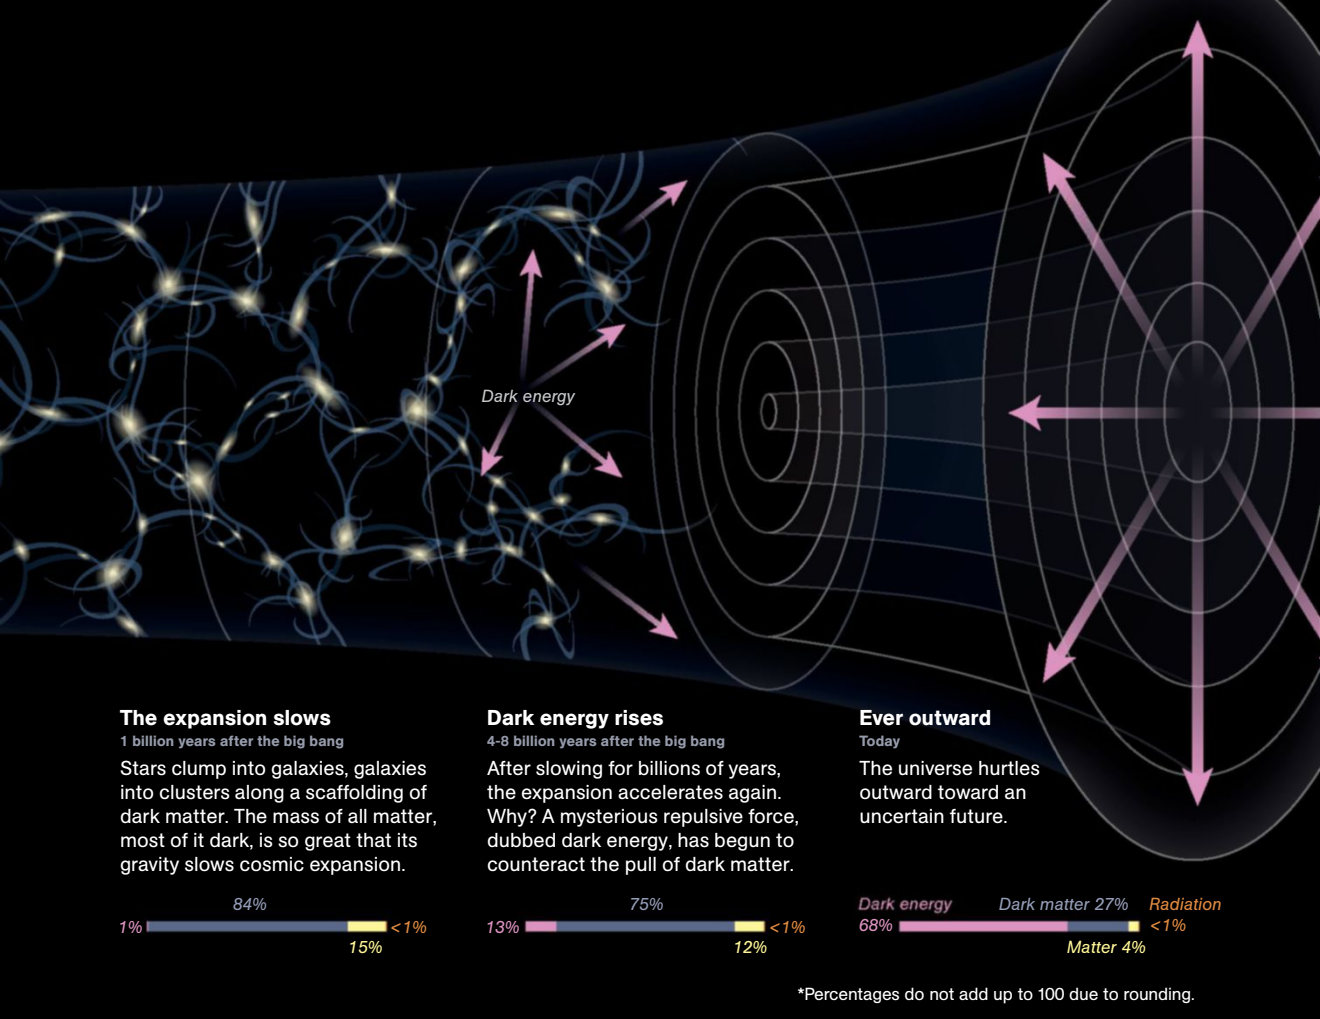 Dark energy
The expansion slows
1 billion years after the big bang
Stars clump into galaxies, galaxies
into clusters along a scaffolding of
dark matter. The mass of all matter,
most of it dark, is so great that its
gravity slows cosmic expansion.
84%
1%
<1%
15%
Dark energy rises
4-8 billion years after the big bang
After slowing for billions of years,
the expansion accelerates again.
Why? A mysterious repulsive force,
dubbed dark energy, has begun to
counteract the pull of dark matter.
75%
13%
<1%
12%
Ever outward
Today
The universe hurtles
outward toward an
uncertain future.
Dark energy
68%
Dark matter 27%
Radiation
<1%
Matter 4%
*Percentages do not add up to 100 due to rounding.